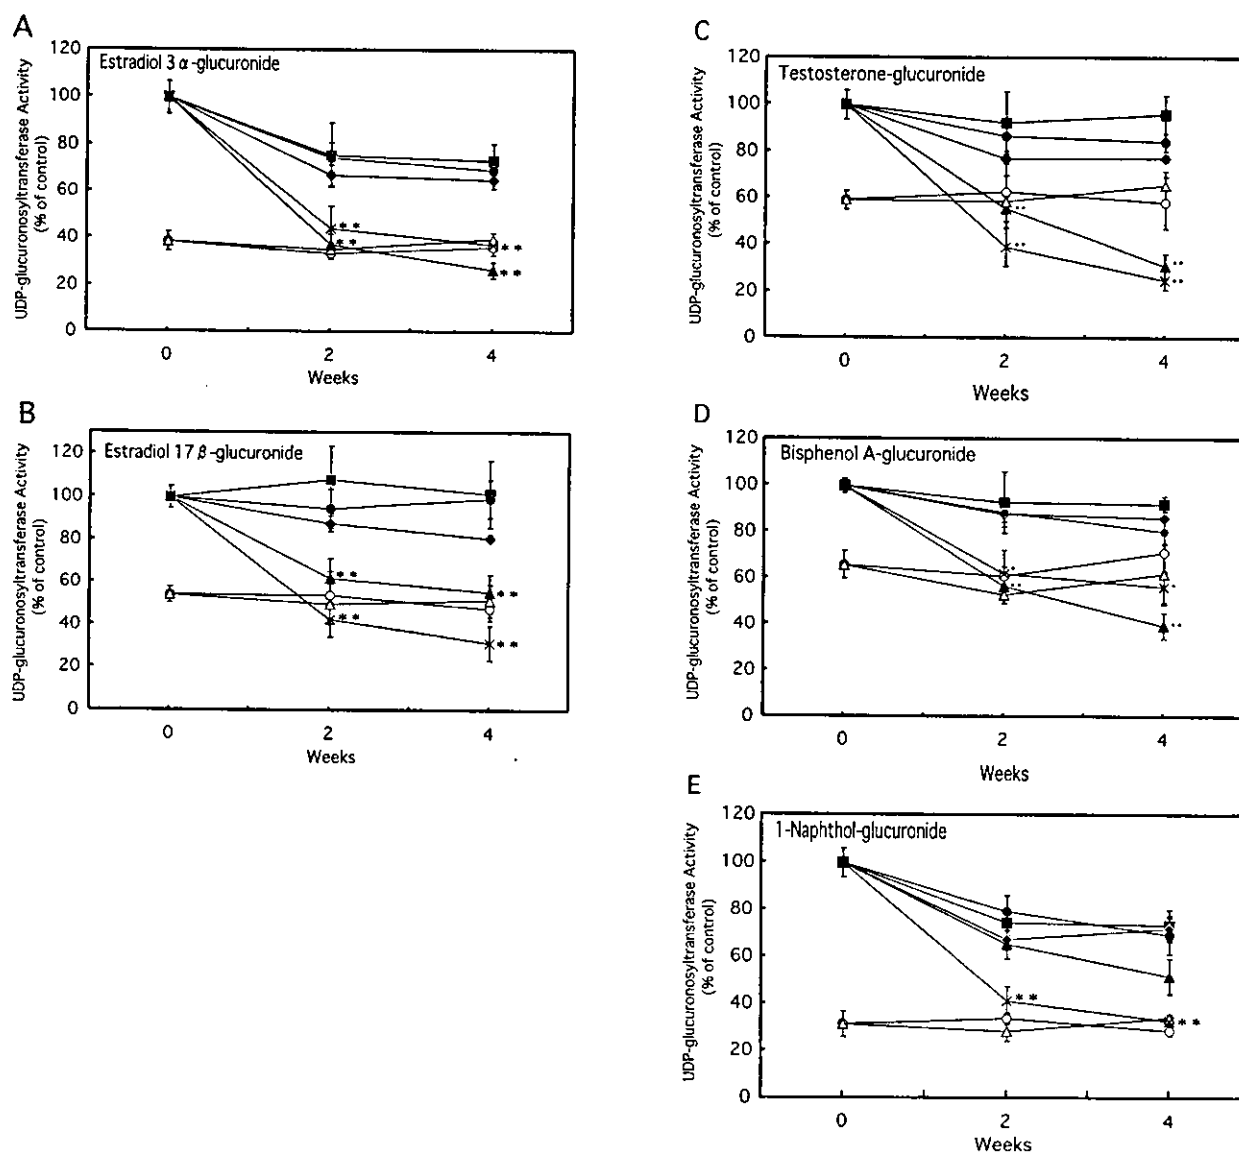 A
Estradiol 3α-glucuronide
UDP-glucuronosyltransferase Activity
(% of control)
120
100
80
60
40
20
0
**
**
**
**
0 2 4
Weeks
B
Estradiol 17β-glucuronide
UDP-glucuronosyltransferase Activity
(% of control)
120
100
80
60
40
20
0
**
**
**
**
0 2 4
Weeks
C
Testosterone-glucuronide
UDP-glucuronosyltransferase Activity
(% of control)
120
100
80
60
40
20
0
**
**
**
**
0 2 4
Weeks
D
Bisphenol A-glucuronide
UDP-glucuronosyltransferase Activity
(% of control)
120
100
80
60
40
20
0
*
**
*
**
0 2 4
Weeks
E
1-Naphthol-glucuronide
UDP-glucuronosyltransferase Activity
(% of control)
120
100
80
60
40
20
0
**
**
0 2 4
Weeks